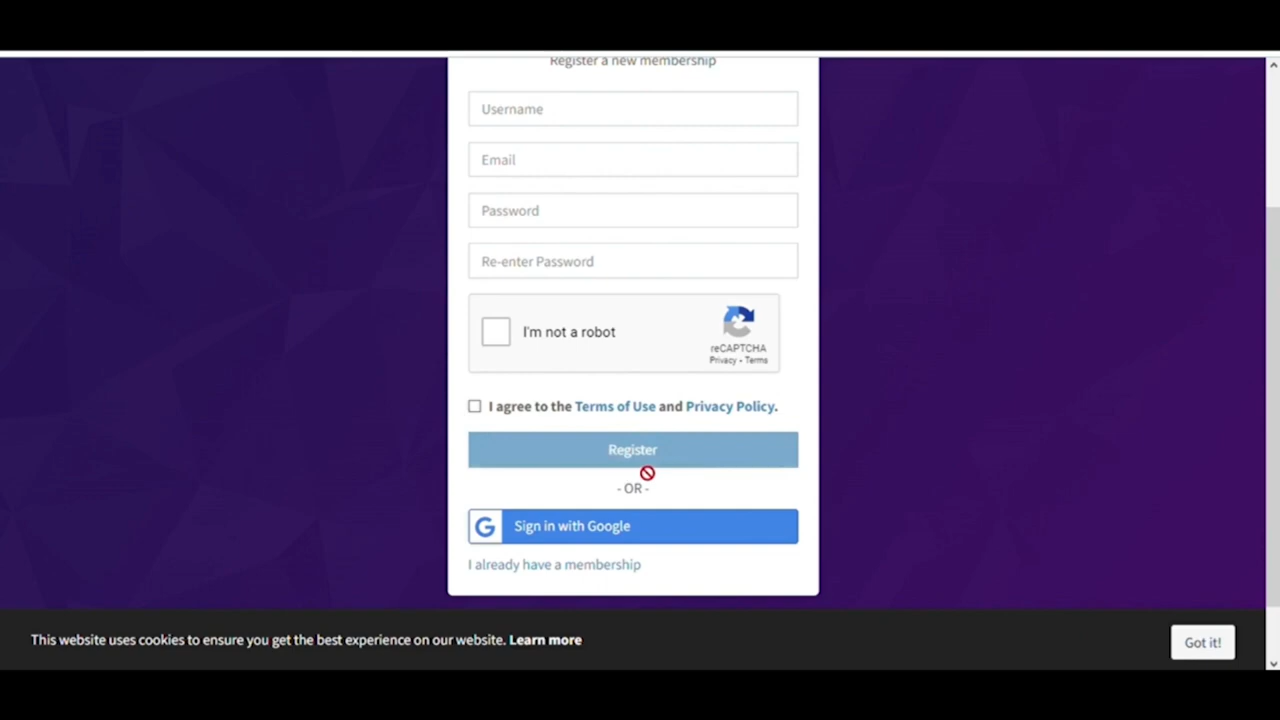 Register a new membership
Username
Email
Password
Re-enter Password
I'm not a robot
reCAPTCHA
Privacy - Terms
I agree to the Terms of Use and Privacy Policy.
Register
- OR -
G Sign in with Google
I already have a membership
This website uses cookies to ensure you get the best experience on our website. Learn more
Got it!